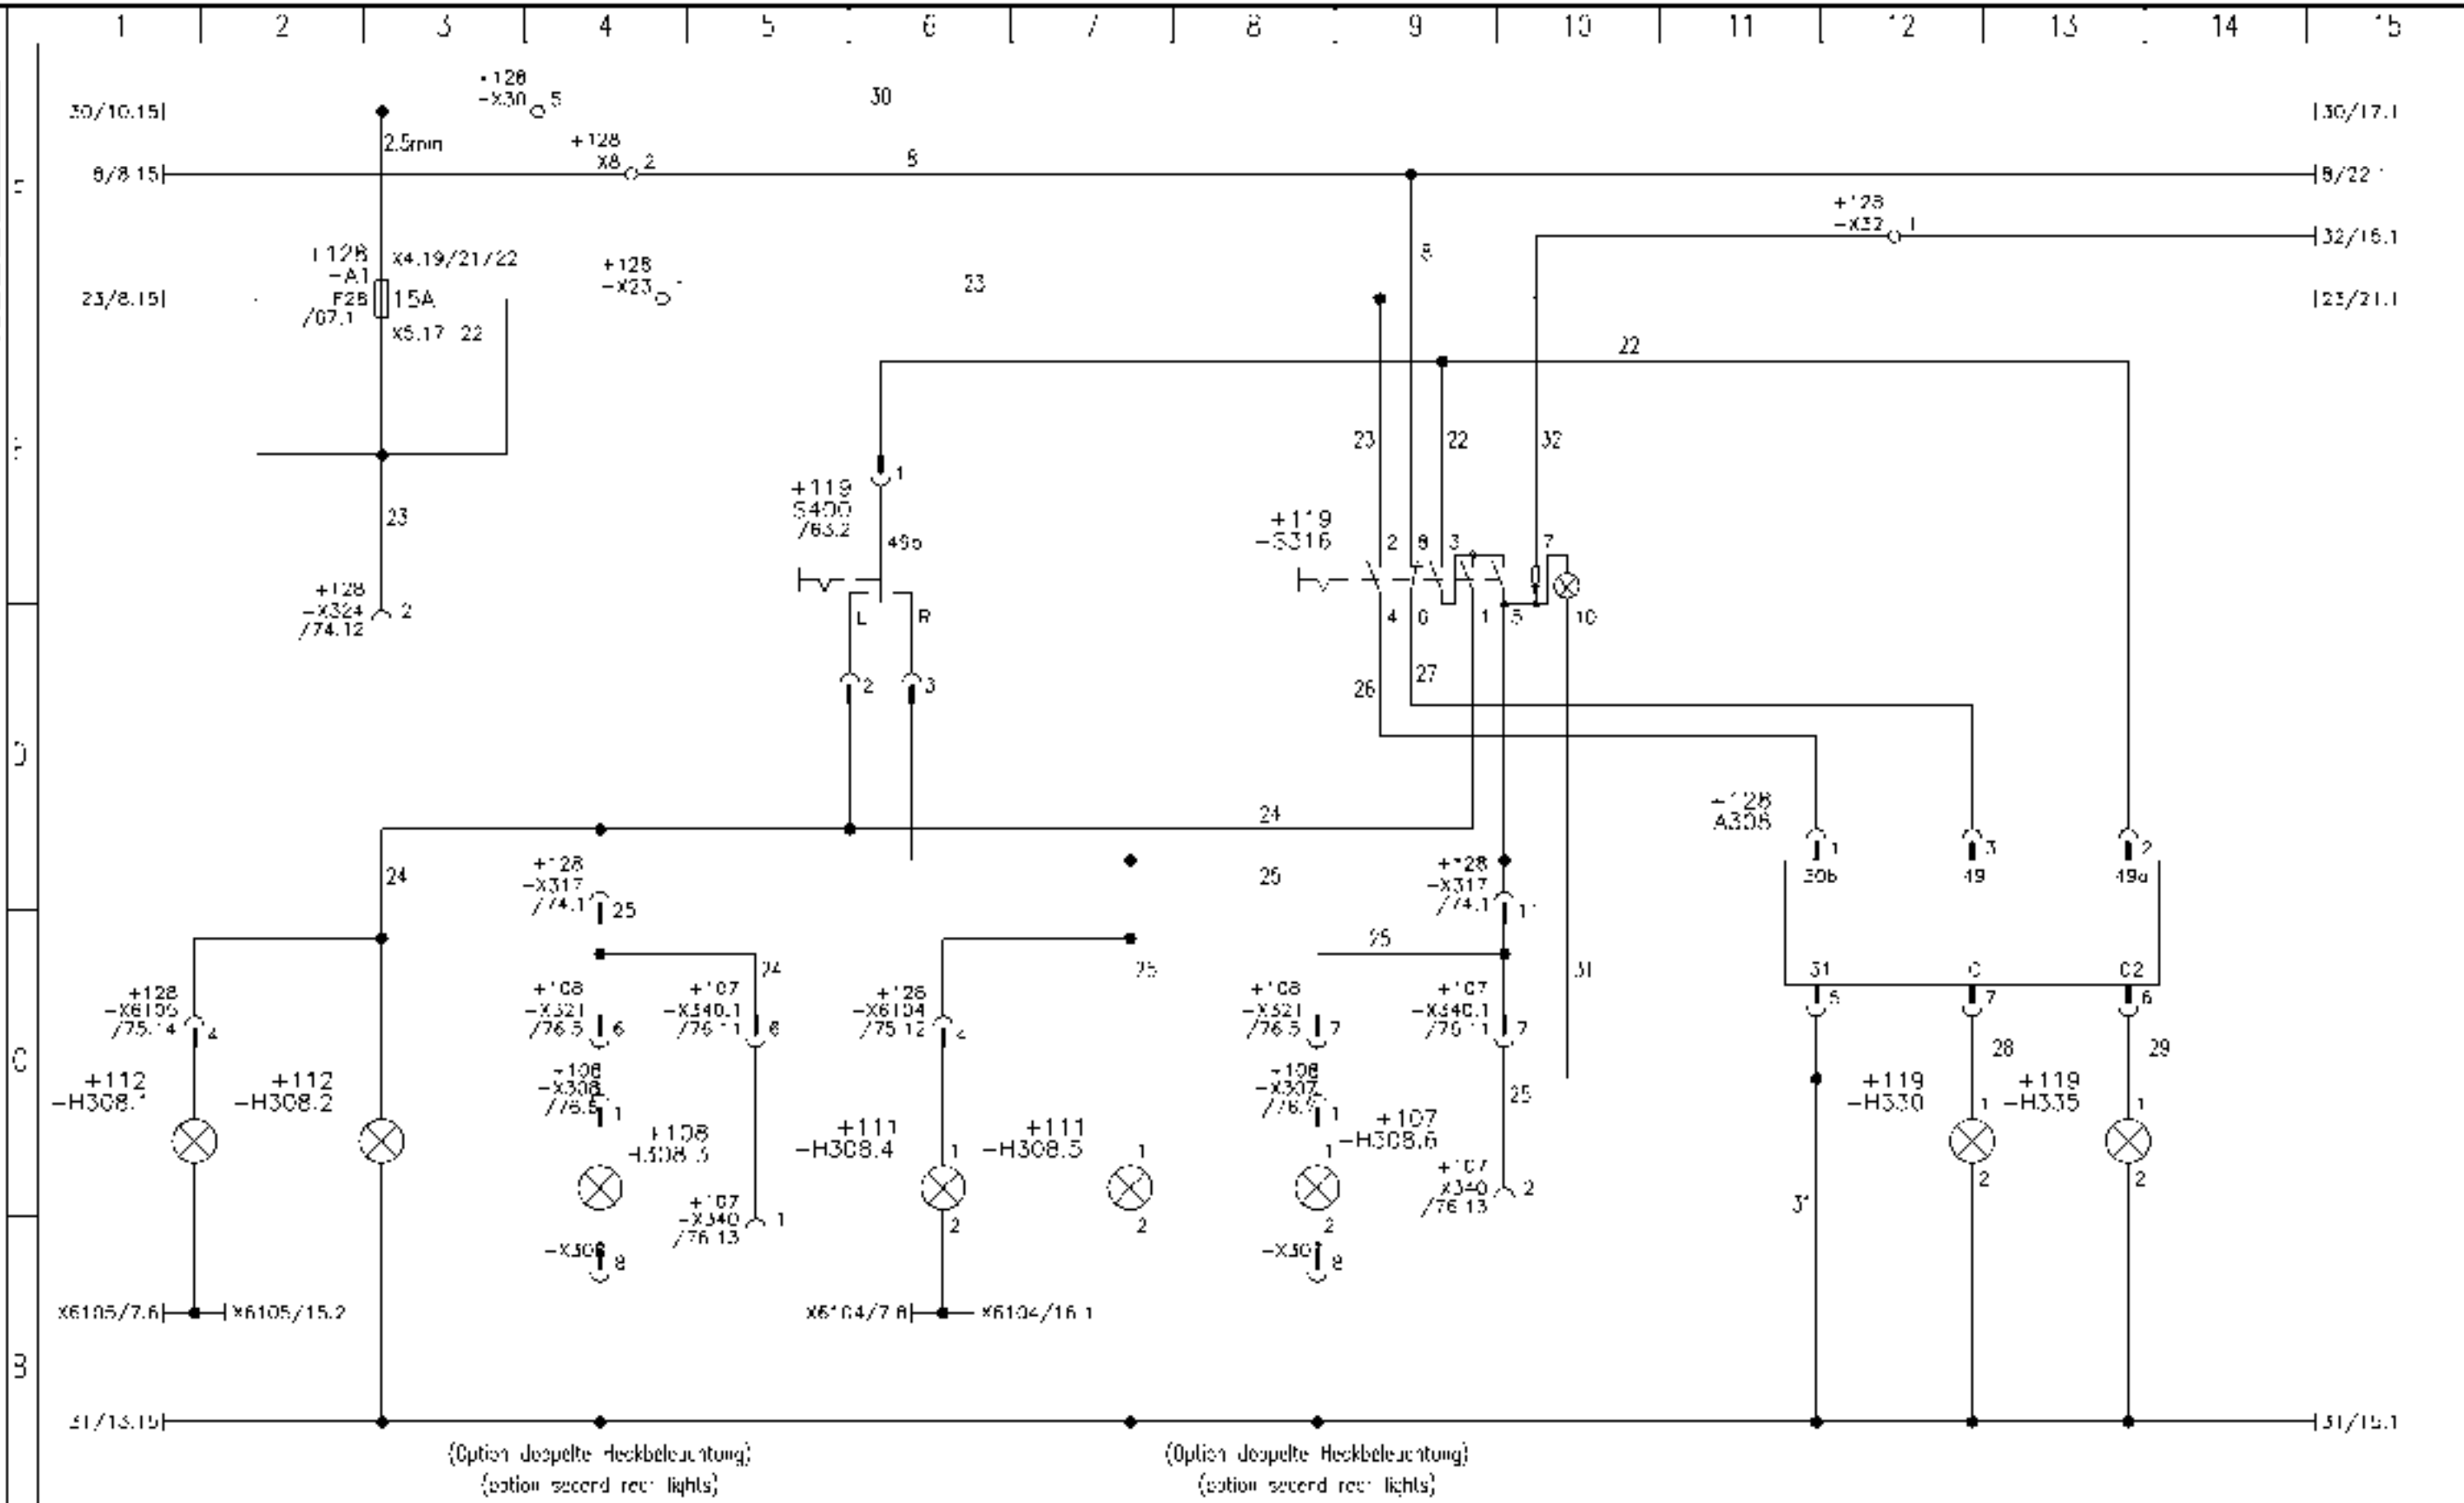 1 2 3 4 5 6 7 8 9 10 11 12 13 14 15
-X30 5
30
30/10.15
30/17.1
2.5mm
+128
X8 2
8
8/8.15
+128
-X32 1
32/16.1
+128
-A1
F28
/07.1
X4.19/21/22
15A
X5.17 22
+128
-X23
23
8
23/8.15
23/21.1
22
23
22
32
+119
S400
/63.2
1
49a
+119
-S316
2 8 3 7
23
+128
-X324
/74.12
2
L R
4 6 1 5 10
2 3
26
27
24
+128
A306
1 3 2
30b 49 49a
24
+128
-X317
/74.1
25
25
+128
-X317
/74.1
24
25
25
31
31 C C2
5 7 6
+128
-X6105
/75.14
4
+108
-X321
/76.5
6
+107
-X340.1
/76.11
6
+128
-X6104
/75.12
4
+108
-X321
/76.5
7
+107
-X340.1
/76.11
7
28
29
+112
-H308.1
+112
-H308.2
+108
-X308
/76.5
1
+108
-H308.3
+111
-H308.4
1
2
+111
-H308.5
1
2
+108
-X307
1
+107
-H308.6
1
2
25
+119
-H330
1
2
+119
-H335
1
2
+107
-X340
/76.13
1
+107
X340
/76.13
2
31
8
8
X6105/7.6
X6105/15.2
X6104/7.8
X6104/16.1
31/13.15
31/15.1
(Option doppelte Heckbeleuchtung)
(option second rear lights)
(Option doppelte Heckbeleuchtung)
(option second rear lights)
D
C
B